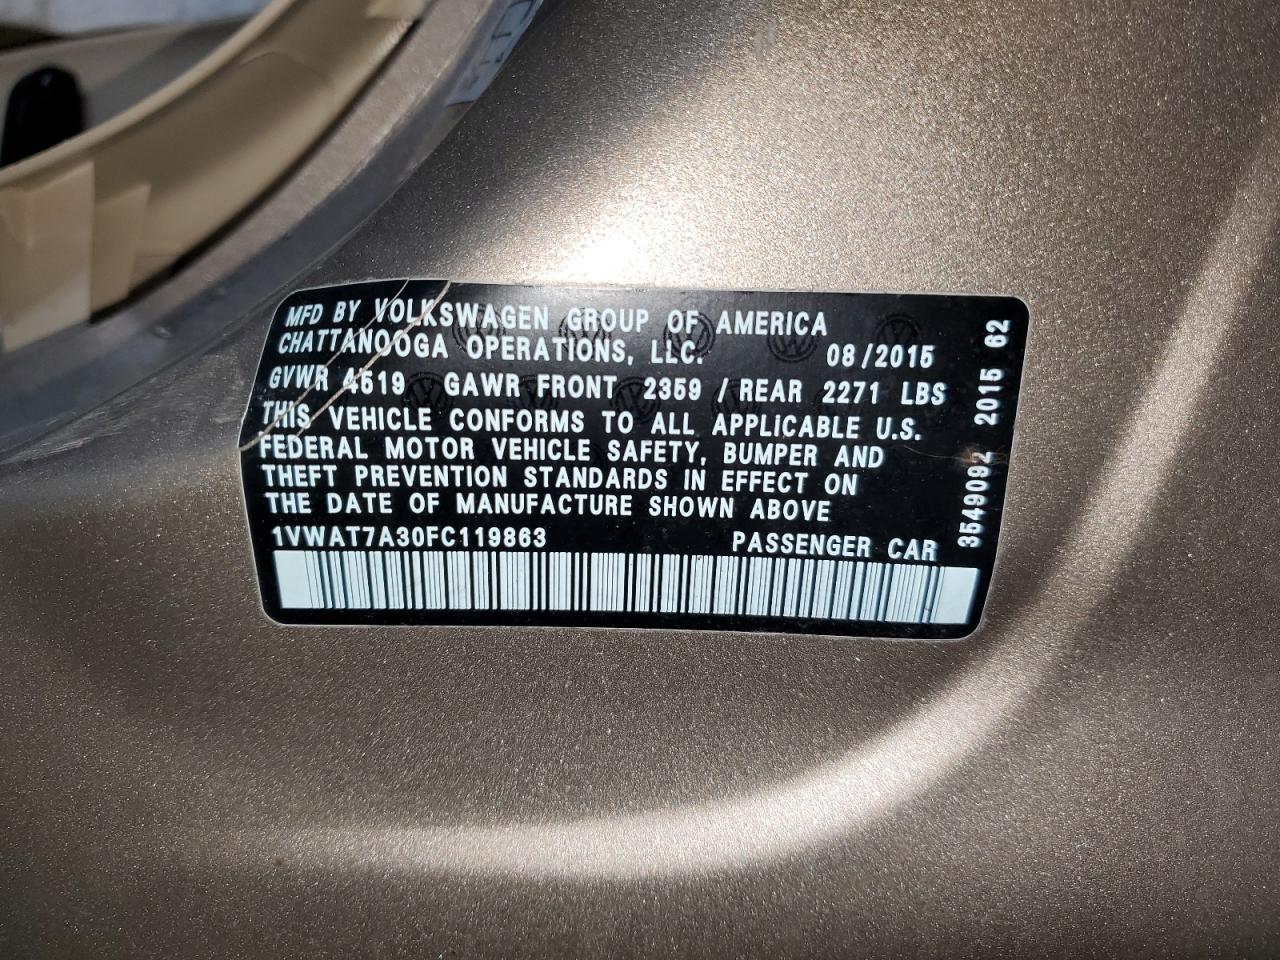 MFD BY VOLKSWAGEN GROUP OF AMERICA
CHATTANOOGA OPERATIONS, LLC. 08/2015
GVWR 4519 GAWR FRONT 2359 / REAR 2271 LBS
THIS VEHICLE CONFORMS TO ALL APPLICABLE U.S.
FEDERAL MOTOR VEHICLE SAFETY, BUMPER AND
THEFT PREVENTION STANDARDS IN EFFECT ON
THE DATE OF MANUFACTURE SHOWN ABOVE
1VWAT7A30FC119863 PASSENGER CAR
3549092 2015 62